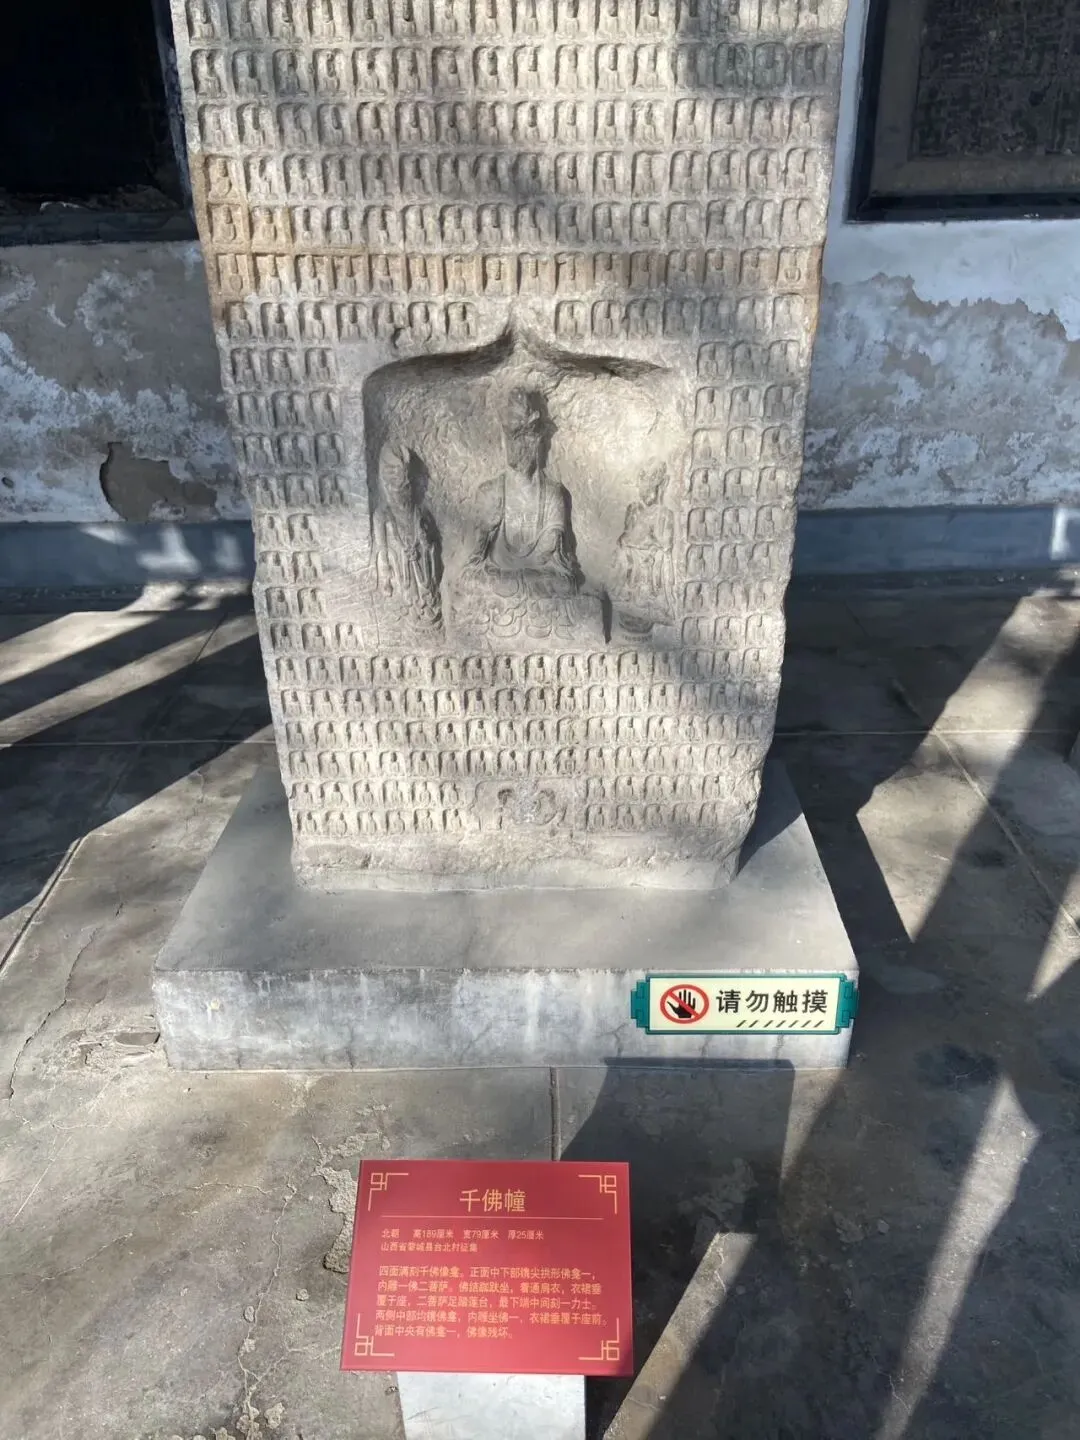 请勿触摸
千佛幢
北朝 高189厘米 宽79厘米 厚25厘米
山西省黎城县台北村征集
四面满刻千佛像龛。正面中下部镌尖拱形佛龛一，
内雕一佛二菩萨。佛结跏趺坐，着通肩衣，衣裙垂
覆于座，二菩萨足踏莲台，最下端中间刻一力士。
两侧中部均镌佛龛，内雕坐佛一，衣裙垂覆于座前。
背面中央有佛龛一，佛像残坏。